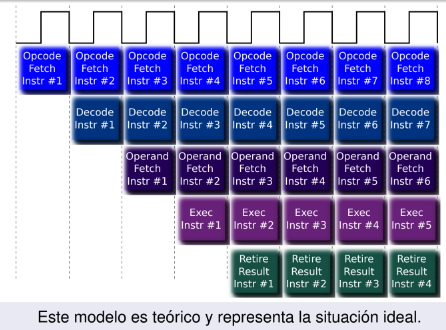 Opcode Opcode Opcode Opcode Opcode Opcode Opcode Opcode
Fetch Fetch Fetch Fetch Fetch Fetch Fetch Fetch
Instr #1 Instr #2 Instr #3 Instr #4 Instr #5 Instr #6 Instr #7 Instr #8
Decode Decode Decode Decode Decode Decode Decode
Instr #1 Instr #2 Instr #3 Instr #4 Instr #5 Instr #6 Instr #7
Operand Operand Operand Operand Operand Operand
Fetch Fetch Fetch Fetch Fetch Fetch
Instr #1 Instr #2 Instr #3 Instr #4 Instr #5 Instr #6
Exec Exec Exec Exec Exec
Instr #1 Instr #2 Instr #3 Instr #4 Instr #5
Retire Retire Retire Retire
Result Result Result Result
Instr #1 Instr #2 Instr #3 Instr #4
Este modelo es teórico y representa la situación ideal.